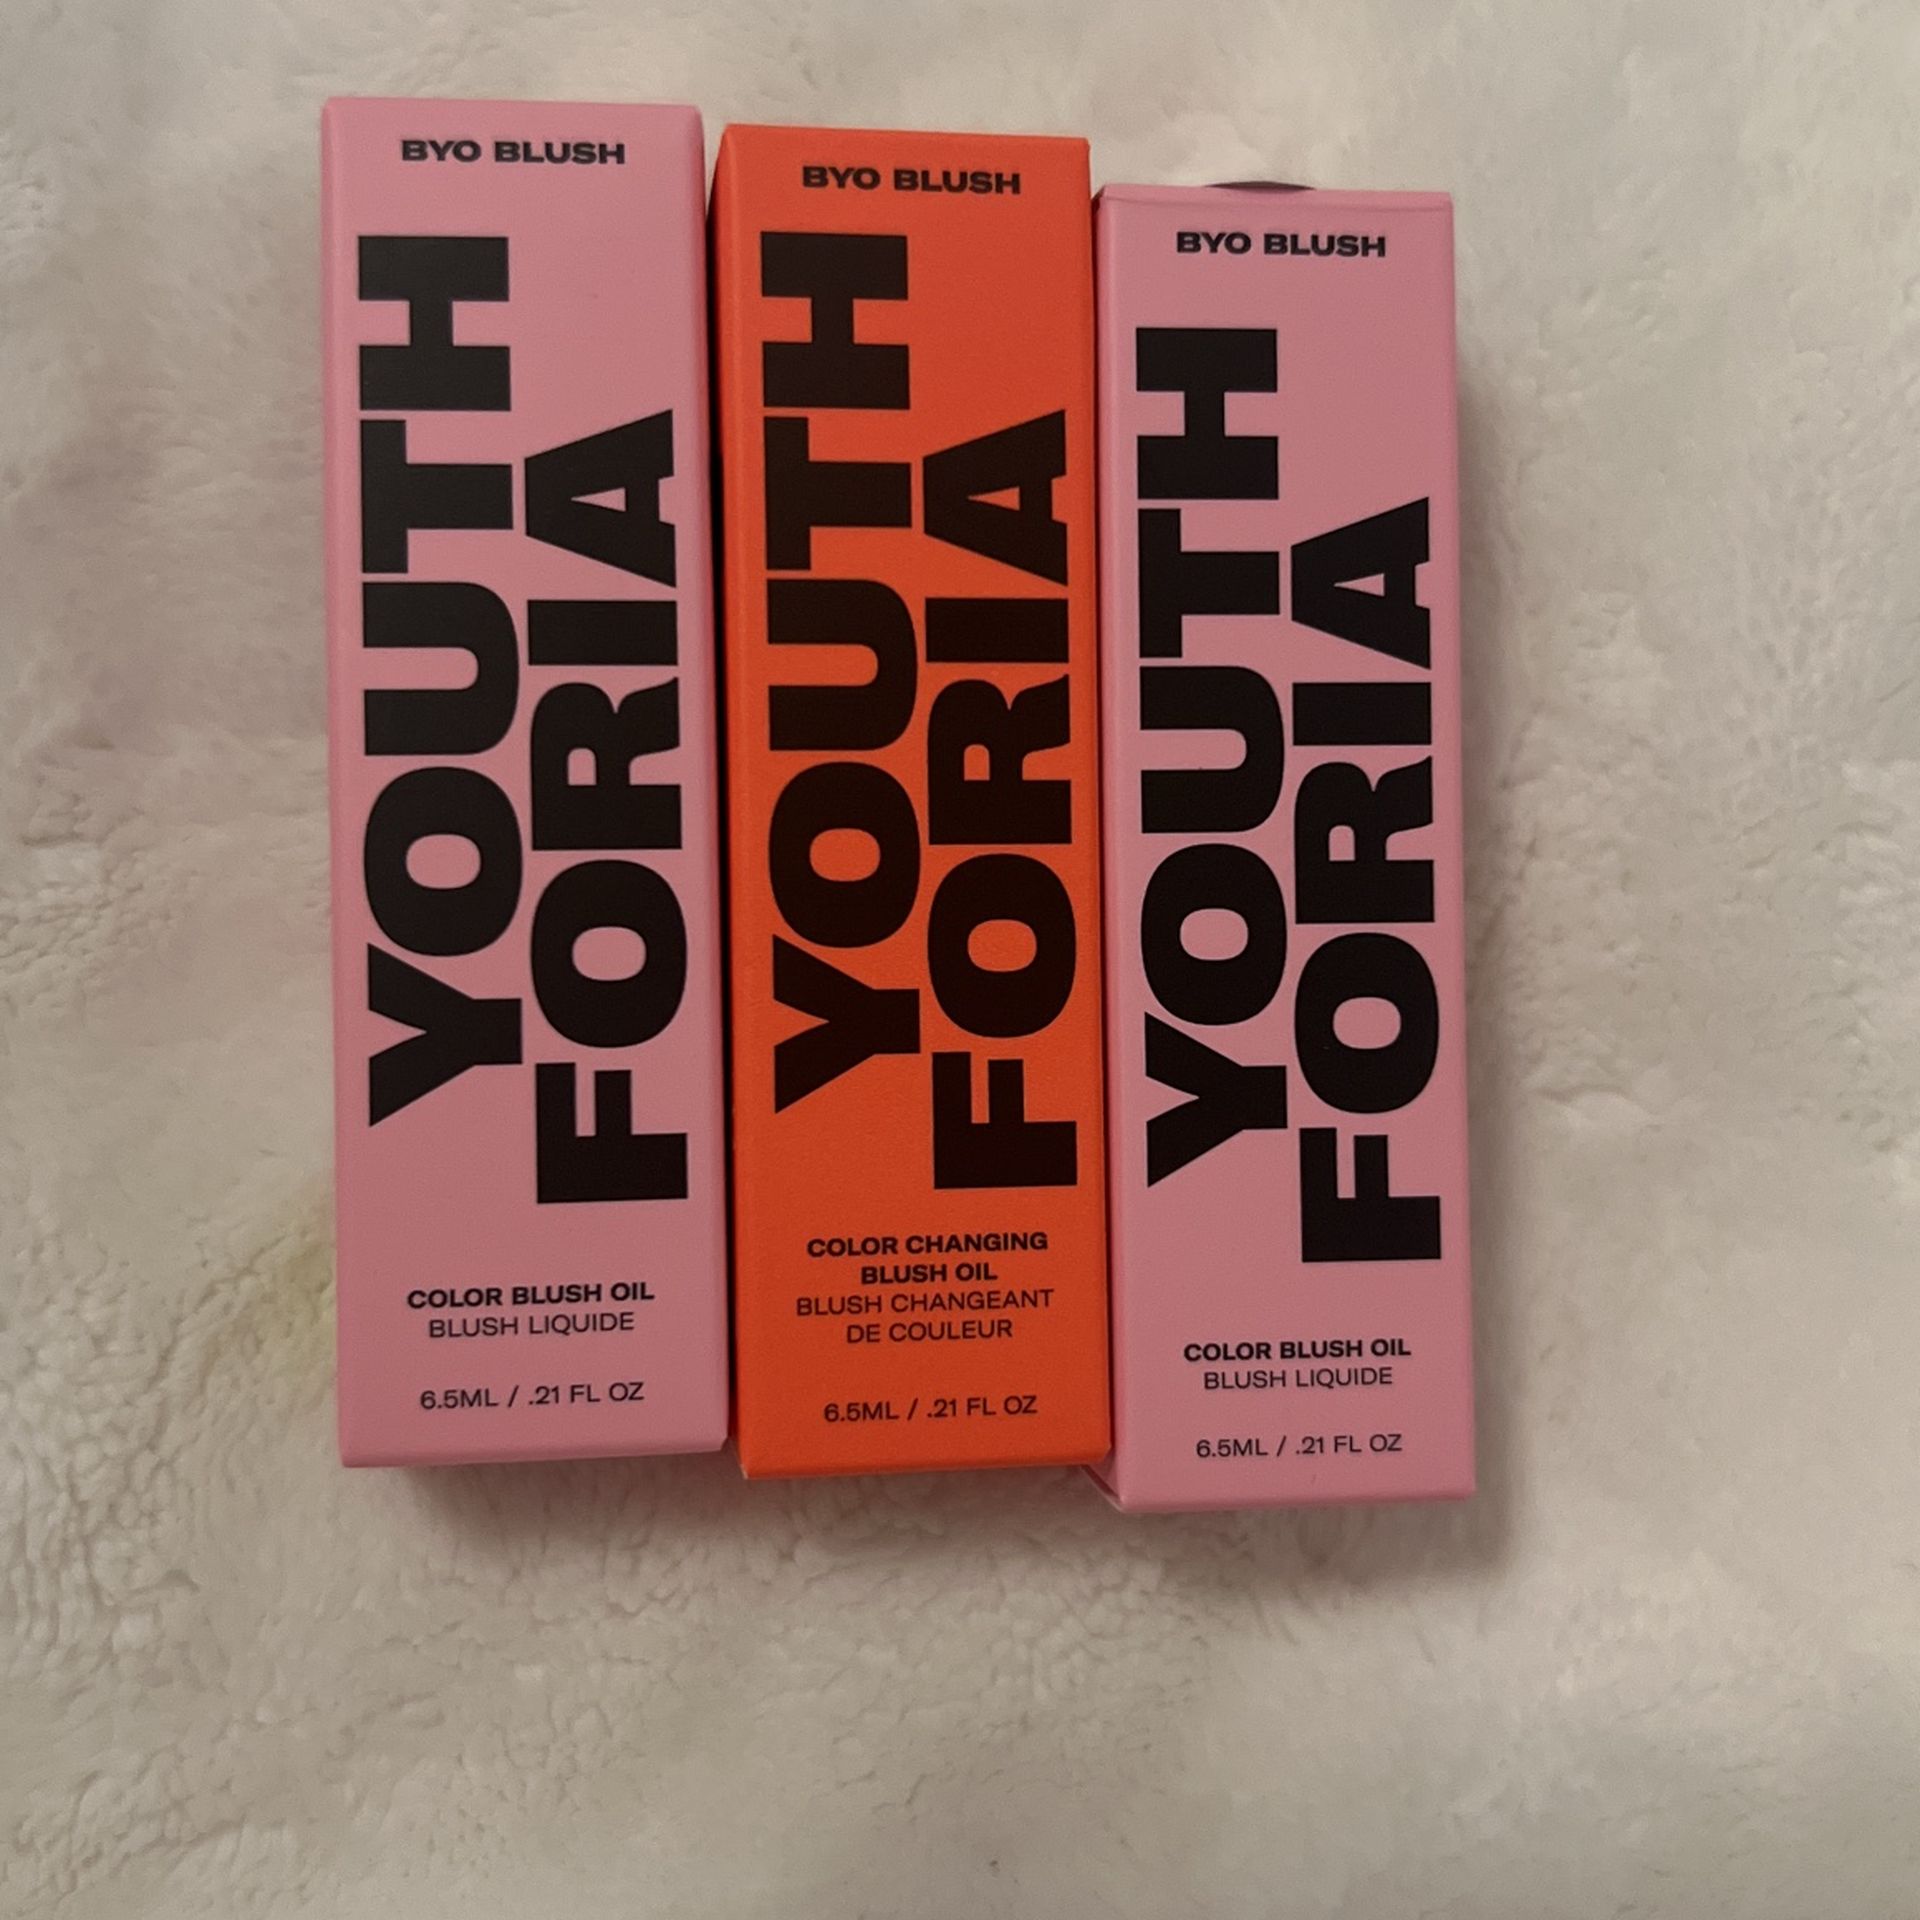 BYO BLUSH
YOUTH
FORIA
COLOR BLUSH OIL
BLUSH LIQUIDE
6.5ML / .21 FL OZ
BYO BLUSH
YOUTH
FORIA
COLOR CHANGING
BLUSH OIL
BLUSH CHANGEANT
DE COULEUR
6.5ML / .21 FL OZ
BYO BLUSH
YOUTH
FORIA
COLOR BLUSH OIL
BLUSH LIQUIDE
6.5ML / .21 FL OZ